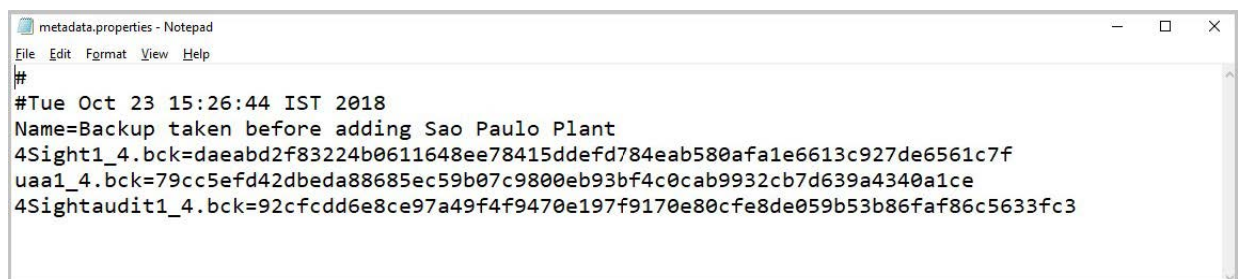 metadata.properties - Notepad
File Edit Format View Help
#
#Tue Oct 23 15:26:44 IST 2018
Name=Backup taken before adding Sao Paulo Plant
4Sight1_4.bck=daeabd2f83224b0611648ee78415ddefd784eab580afa1e6613c927de6561c7f
uaa1_4.bck=79cc5efd42dbeda88685ec59b07c9800eb93bf4c0cab9932cb7d639a4340a1ce
4Sightaudit1_4.bck=92cfcdd6e8ce97a49f4f9470e197f9170e80cfe8de059b53b86faf86c5633fc3